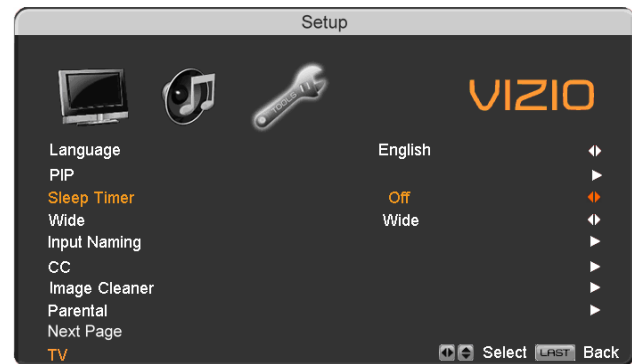 Setup
TOOLS
VIZIO
Language English
PIP
Sleep Timer Off
Wide Wide
Input Naming
CC
Image Cleaner
Parental
Next Page
TV Select LAST Back